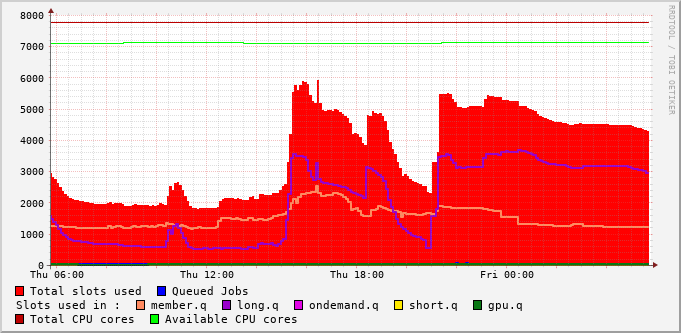 8000
7000
6000
5000
4000
3000
2000
1000
0
Thu 06:00 Thu 12:00 Thu 18:00 Fri 00:00
Total slots used Queued Jobs
Slots used in : member.q long.q ondemand.q short.q gpu.q
Total CPU cores Available CPU cores
RRDTOOL / TOBI OETIKER